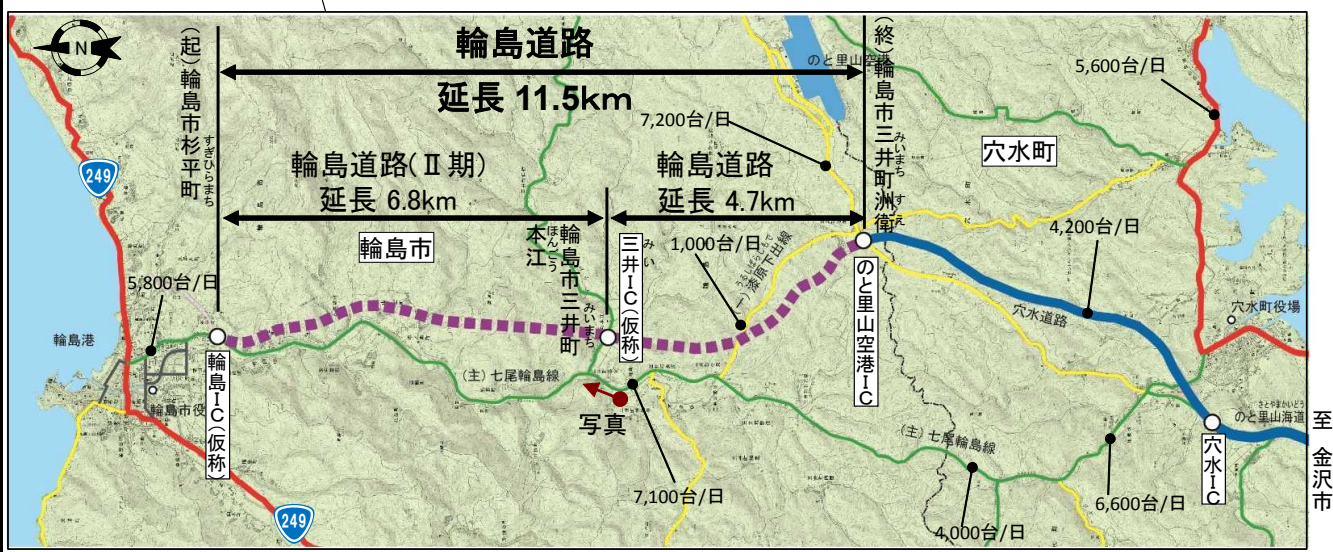 N
輪島道路
延長 11.5km
(起)輪島市杉平町
すぎひらまち
(終)輪島市三井町洲衛
みいまち
すえ
のと里山空港
5,600台/日
7,200台/日
穴水町
249
輪島道路(Ⅱ期)
延長 6.8km
輪島道路
延長 4.7km
輪島市
輪島市三井町
みいまち
本江
ほんごう
1,000台/日
4,200台/日
(一)漆原下出線
うるしはらしもで
5,800台/日
三井IC(仮称)
みい
のと里山空港IC
穴水道路
穴水町役場
輪島港
(主)七尾輪島線
輪島IC(仮称)
輪島市役
写真
(主)七尾輪島線
さとやまかいどう
のと里山海道
穴水IC
至 金沢市
7,100台/日
6,600台/日
4,000台/日
249